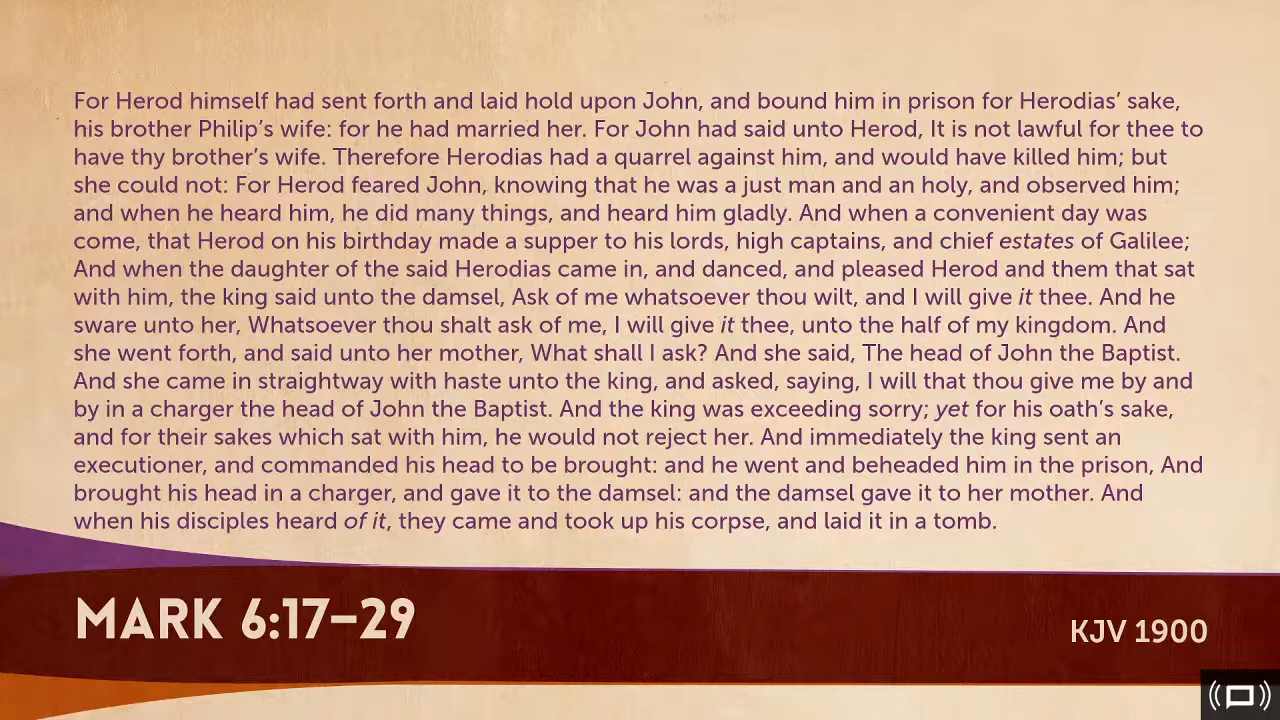 For Herod himself had sent forth and laid hold upon John, and bound him in prison for Herodias’ sake,
his brother Philip’s wife: for he had married her. For John had said unto Herod, It is not lawful for thee to
have thy brother’s wife. Therefore Herodias had a quarrel against him, and would have killed him; but
she could not: For Herod feared John, knowing that he was a just man and an holy, and observed him;
and when he heard him, he did many things, and heard him gladly. And when a convenient day was
come, that Herod on his birthday made a supper to his lords, high captains, and chief estates of Galilee;
And when the daughter of the said Herodias came in, and danced, and pleased Herod and them that sat
with him, the king said unto the damsel, Ask of me whatsoever thou wilt, and I will give it thee. And he
sware unto her, Whatsoever thou shalt ask of me, I will give it thee, unto the half of my kingdom. And
she went forth, and said unto her mother, What shall I ask? And she said, The head of John the Baptist.
And she came in straightway with haste unto the king, and asked, saying, I will that thou give me by and
by in a charger the head of John the Baptist. And the king was exceeding sorry; yet for his oath’s sake,
and for their sakes which sat with him, he would not reject her. And immediately the king sent an
executioner, and commanded his head to be brought: and he went and beheaded him in the prison, And
brought his head in a charger, and gave it to the damsel: and the damsel gave it to her mother. And
when his disciples heard of it, they came and took up his corpse, and laid it in a tomb.
MARK 6:17–29
KJV 1900